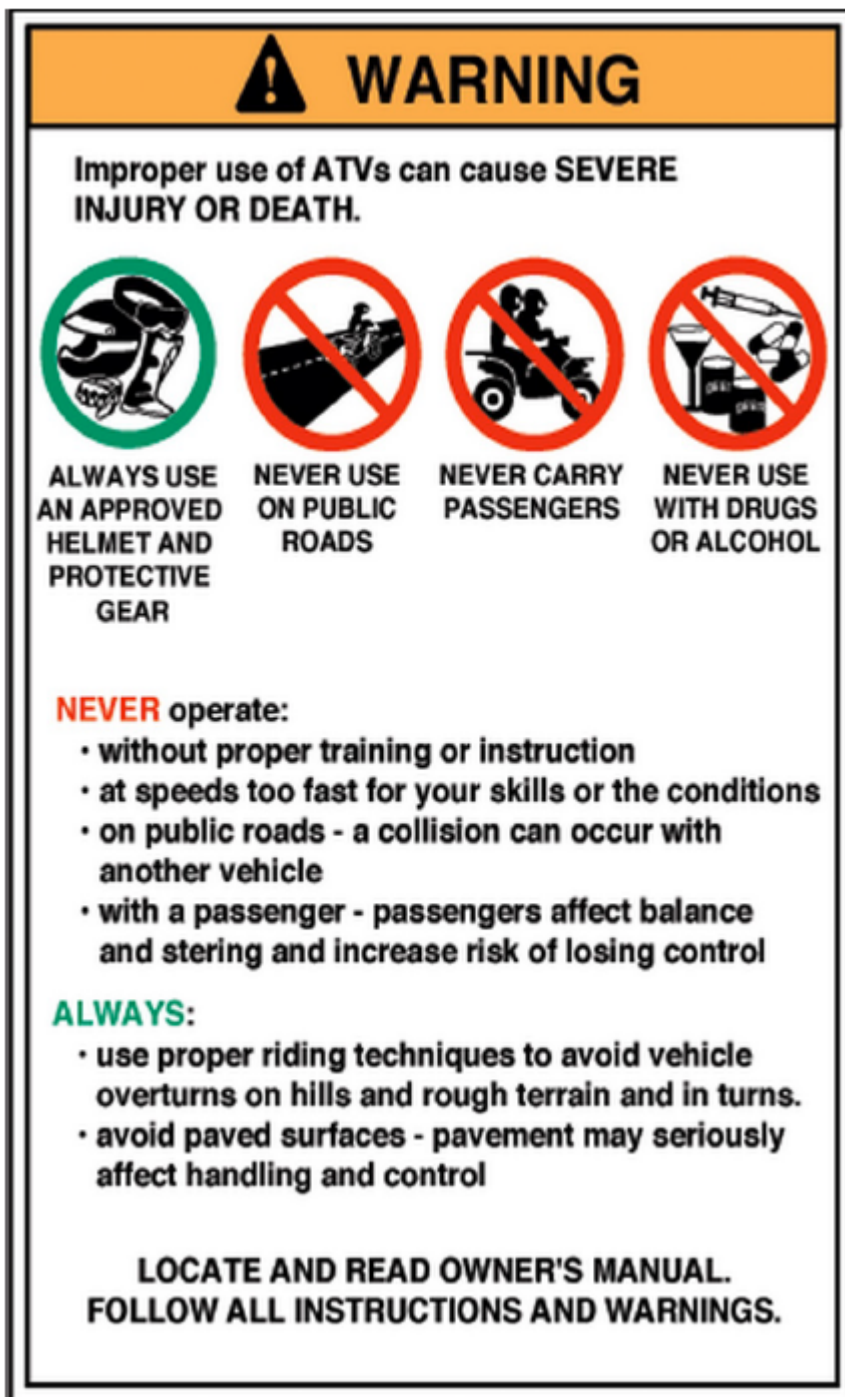 WARNING
Improper use of ATVs can cause SEVERE
INJURY OR DEATH.
ALWAYS USE
AN APPROVED
HELMET AND
PROTECTIVE
GEAR
NEVER USE
ON PUBLIC
ROADS
NEVER CARRY
PASSENGERS
NEVER USE
WITH DRUGS
OR ALCOHOL
NEVER operate:
· without proper training or instruction
· at speeds too fast for your skills or the conditions
· on public roads - a collision can occur with
another vehicle
· with a passenger - passengers affect balance
and stering and increase risk of losing control
ALWAYS:
· use proper riding techniques to avoid vehicle
overturns on hills and rough terrain and in turns.
· avoid paved surfaces - pavement may seriously
affect handling and control
LOCATE AND READ OWNER'S MANUAL.
FOLLOW ALL INSTRUCTIONS AND WARNINGS.